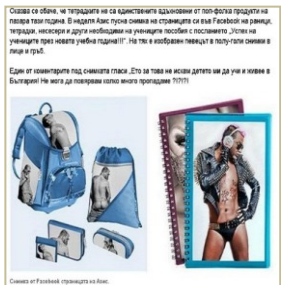 Оказва се обаче, че тетрадките не са единствените вдъхновени от поп-фолка продукти на
пазара тази година. В неделя Азис пусна снимка на страницата си във Facebook на раници,
тетрадки, несесери и други необходими на учениците пособия с посланието „Успех на
учениците през новата учебна година!!!". На тях е изобразен певецът в полу-голи снимки в
лице и гръб.
Един от коментарите под снимката гласи „Ето за това не искам детето ми да учи и живее в
България! Не мога да повярвам колко много пропадаме ?!?!?!
Снимка от Facebook страницата на Азис.